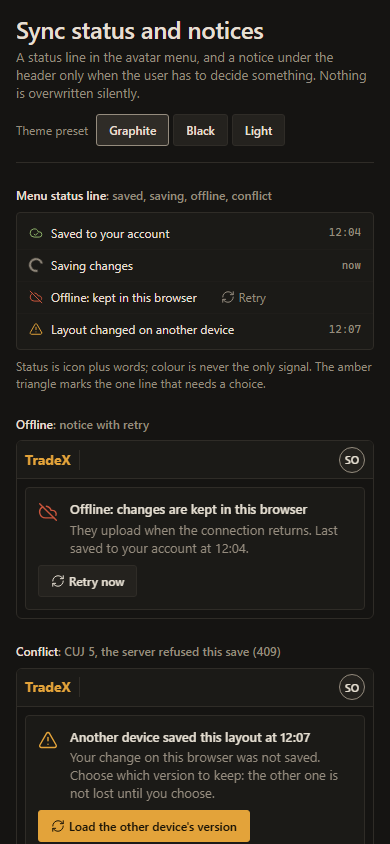 Sync status and notices
A status line in the avatar menu, and a notice under the
header only when the user has to decide something. Nothing
is overwritten silently.
Theme preset Graphite Black Light
Menu status line: saved, saving, offline, conflict
Saved to your account 12:04
Saving changes now
Offline: kept in this browser Retry
Layout changed on another device 12:07
Status is icon plus words; colour is never the only signal. The amber
triangle marks the one line that needs a choice.
Offline: notice with retry
TradeX SO
Offline: changes are kept in this browser
They upload when the connection returns. Last
saved to your account at 12:04.
Retry now
Conflict: CUJ 5, the server refused this save (409)
TradeX SO
Another device saved this layout at 12:07
Your change on this browser was not saved.
Choose which version to keep: the other one is
not lost until you choose.
Load the other device's version